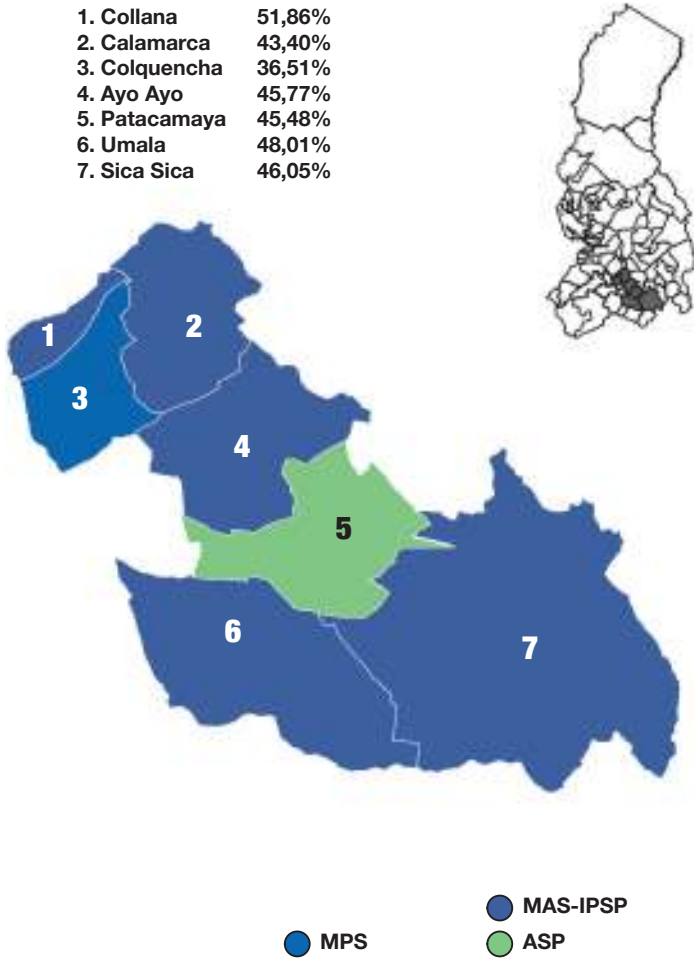 1. Collana 51,86%
2. Calamarca 43,40%
3. Colquencha 36,51%
4. Ayo Ayo 45,77%
5. Patacamaya 45,48%
6. Umala 48,01%
7. Sica Sica 46,05%
1
2
3
4
5
6
7
MAS-IPSP
MPS
ASP